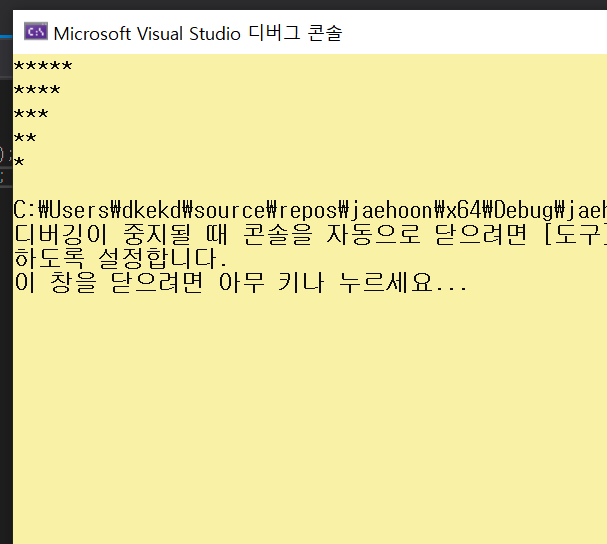 Microsoft Visual Studio 디버그 콘솔
*****
****
***
**
*
);
;
C:₩Users₩dkekd₩source₩repos₩jaehoon₩x64₩Debug₩jaeh
디버깅이 중지될 때 콘솔을 자동으로 닫으려면 [도구]
하도록 설정합니다.
이 창을 닫으려면 아무 키나 누르세요...